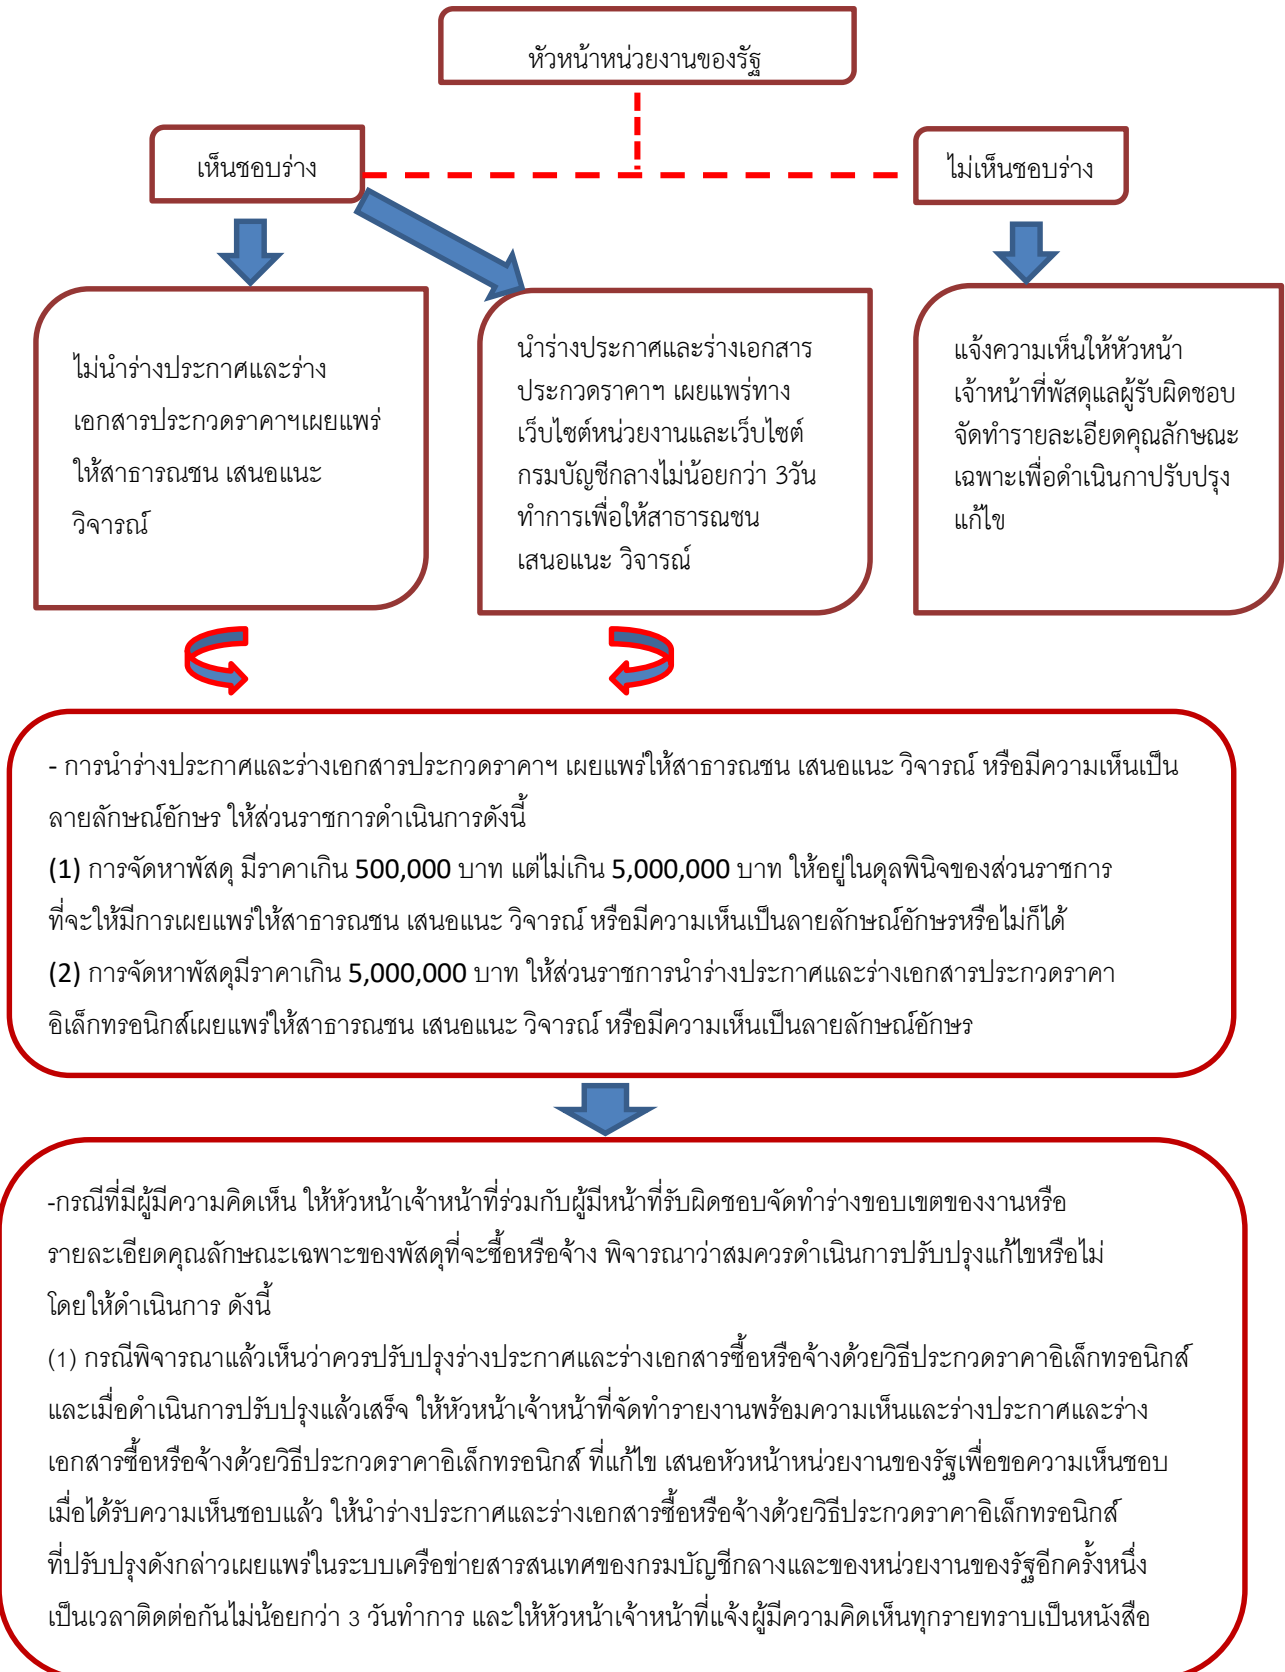 หัวหน้าหน่วยงานของรัฐ
เห็นชอบร่าง
ไม่เห็นชอบร่าง
ไม่นำร่างประกาศและร่าง
เอกสารประกวดราคาฯเผยแพร่
ให้สาธารณชน เสนอแนะ
วิจารณ์
นำร่างประกาศและร่างเอกสาร
ประกวดราคาฯ เผยแพร่ทาง
เว็บไซต์หน่วยงานและเว็บไซต์
กรมบัญชีกลางไม่น้อยกว่า 3วัน
ทำการเพื่อให้สาธารณชน
เสนอแนะ วิจารณ์
แจ้งความเห็นให้หัวหน้า
เจ้าหน้าที่พัสดุแลผู้รับผิดชอบ
จัดทำรายละเอียดคุณลักษณะ
เฉพาะเพื่อดำเนินกาปรับปรุง
แก้ไข
- การนำร่างประกาศและร่างเอกสารประกวดราคาฯ เผยแพร่ให้สาธารณชน เสนอแนะ วิจารณ์ หรือมีความเห็นเป็น
ลายลักษณ์อักษร ให้ส่วนราชการดำเนินการดังนี้
(1) การจัดหาพัสดุ มีราคาเกิน 500,000 บาท แต่ไม่เกิน 5,000,000 บาท ให้อยู่ในดุลพินิจของส่วนราชการ
ที่จะให้มีการเผยแพร่ให้สาธารณชน เสนอแนะ วิจารณ์ หรือมีความเห็นเป็นลายลักษณ์อักษรหรือไม่ก็ได้
(2) การจัดหาพัสดุมีราคาเกิน 5,000,000 บาท ให้ส่วนราชการนำร่างประกาศและร่างเอกสารประกวดราคา
อิเล็กทรอนิกส์เผยแพร่ให้สาธารณชน เสนอแนะ วิจารณ์ หรือมีความเห็นเป็นลายลักษณ์อักษร
-กรณีที่มีผู้มีความคิดเห็น ให้หัวหน้าเจ้าหน้าที่ร่วมกับผู้มีหน้าที่รับผิดชอบจัดทำร่างขอบเขตของงานหรือ
รายละเอียดคุณลักษณะเฉพาะของพัสดุที่จะซื้อหรือจ้าง พิจารณาว่าสมควรดำเนินการปรับปรุงแก้ไขหรือไม่
โดยให้ดำเนินการ ดังนี้
(1) กรณีพิจารณาแล้วเห็นว่าควรปรับปรุงร่างประกาศและร่างเอกสารซื้อหรือจ้างด้วยวิธีประกวดราคาอิเล็กทรอนิกส์
และเมื่อดำเนินการปรับปรุงแล้วเสร็จ ให้หัวหน้าเจ้าหน้าที่จัดทำรายงานพร้อมความเห็นและร่างประกาศและร่าง
เอกสารซื้อหรือจ้างด้วยวิธีประกวดราคาอิเล็กทรอนิกส์ ที่แก้ไข เสนอหัวหน้าหน่วยงานของรัฐเพื่อขอความเห็นชอบ
เมื่อได้รับความเห็นชอบแล้ว ให้นำร่างประกาศและร่างเอกสารซื้อหรือจ้างด้วยวิธีประกวดราคาอิเล็กทรอนิกส์
ที่ปรับปรุงดังกล่าวเผยแพร่ในระบบเครือข่ายสารสนเทศของกรมบัญชีกลางและของหน่วยงานของรัฐอีกครั้งหนึ่ง
เป็นเวลาติดต่อกันไม่น้อยกว่า 3 วันทำการ และให้หัวหน้าเจ้าหน้าที่แจ้งผู้มีความคิดเห็นทุกรายทราบเป็นหนังสือ